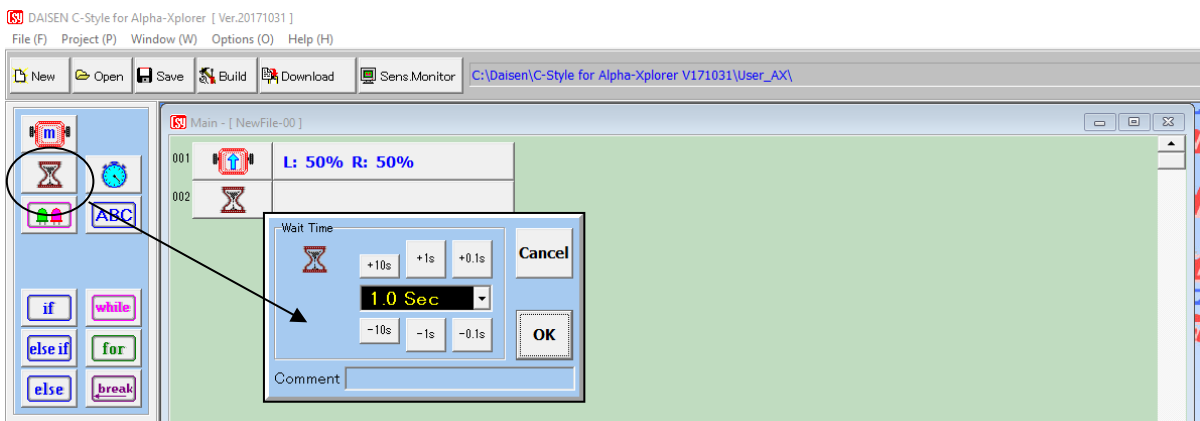 DAISEN C-Style for Alpha-Xplorer [ Ver.20171031 ]
File (F) Project (P) Window (W) Options (O) Help (H)
New Open Save Build Download Sens.Monitor C:\Daisen\C-Style for Alpha-Xplorer V171031\User_AX\
m
Main - [ NewFile-00 ]
001 L: 50% R: 50%
002
ABC
Wait Time
+10s +1s +0.1s
Cancel
1.0 Sec
-10s -1s -0.1s
OK
Comment
if while
else if for
else break